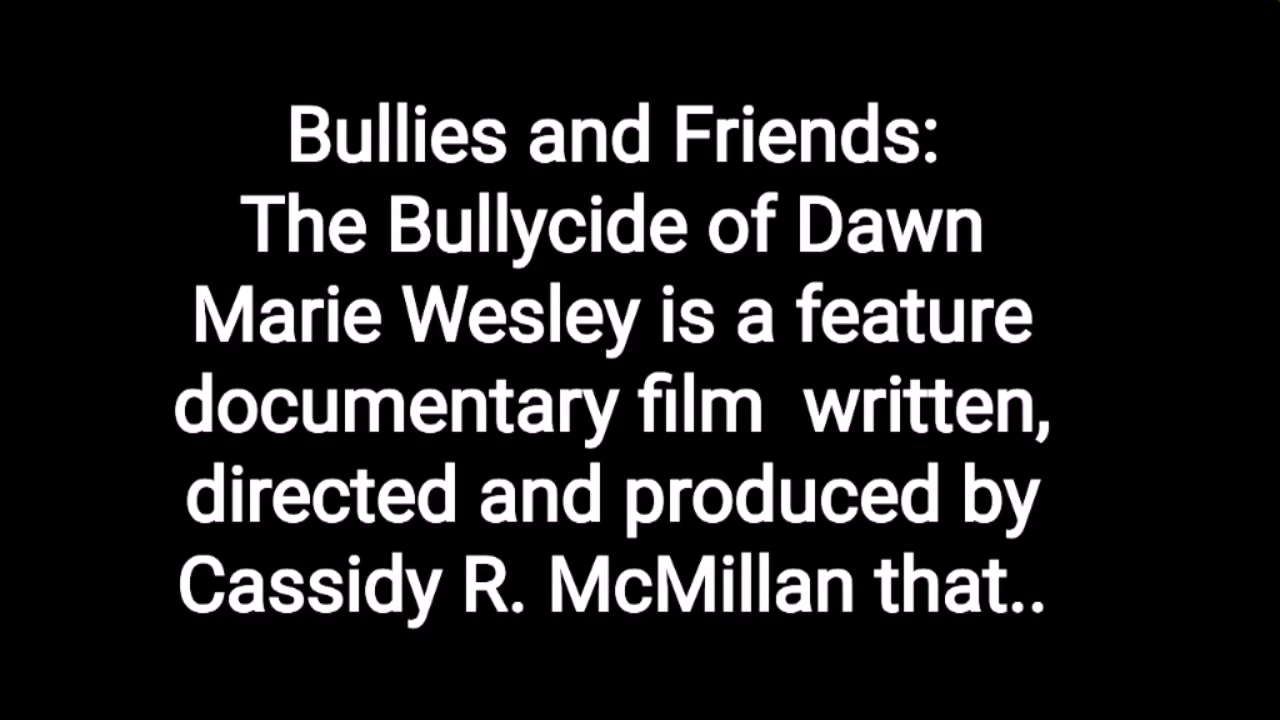 Bullies and Friends:
The Bullycide of Dawn
Marie Wesley is a feature
documentary film  written,
directed and produced by
Cassidy R. McMillan that..